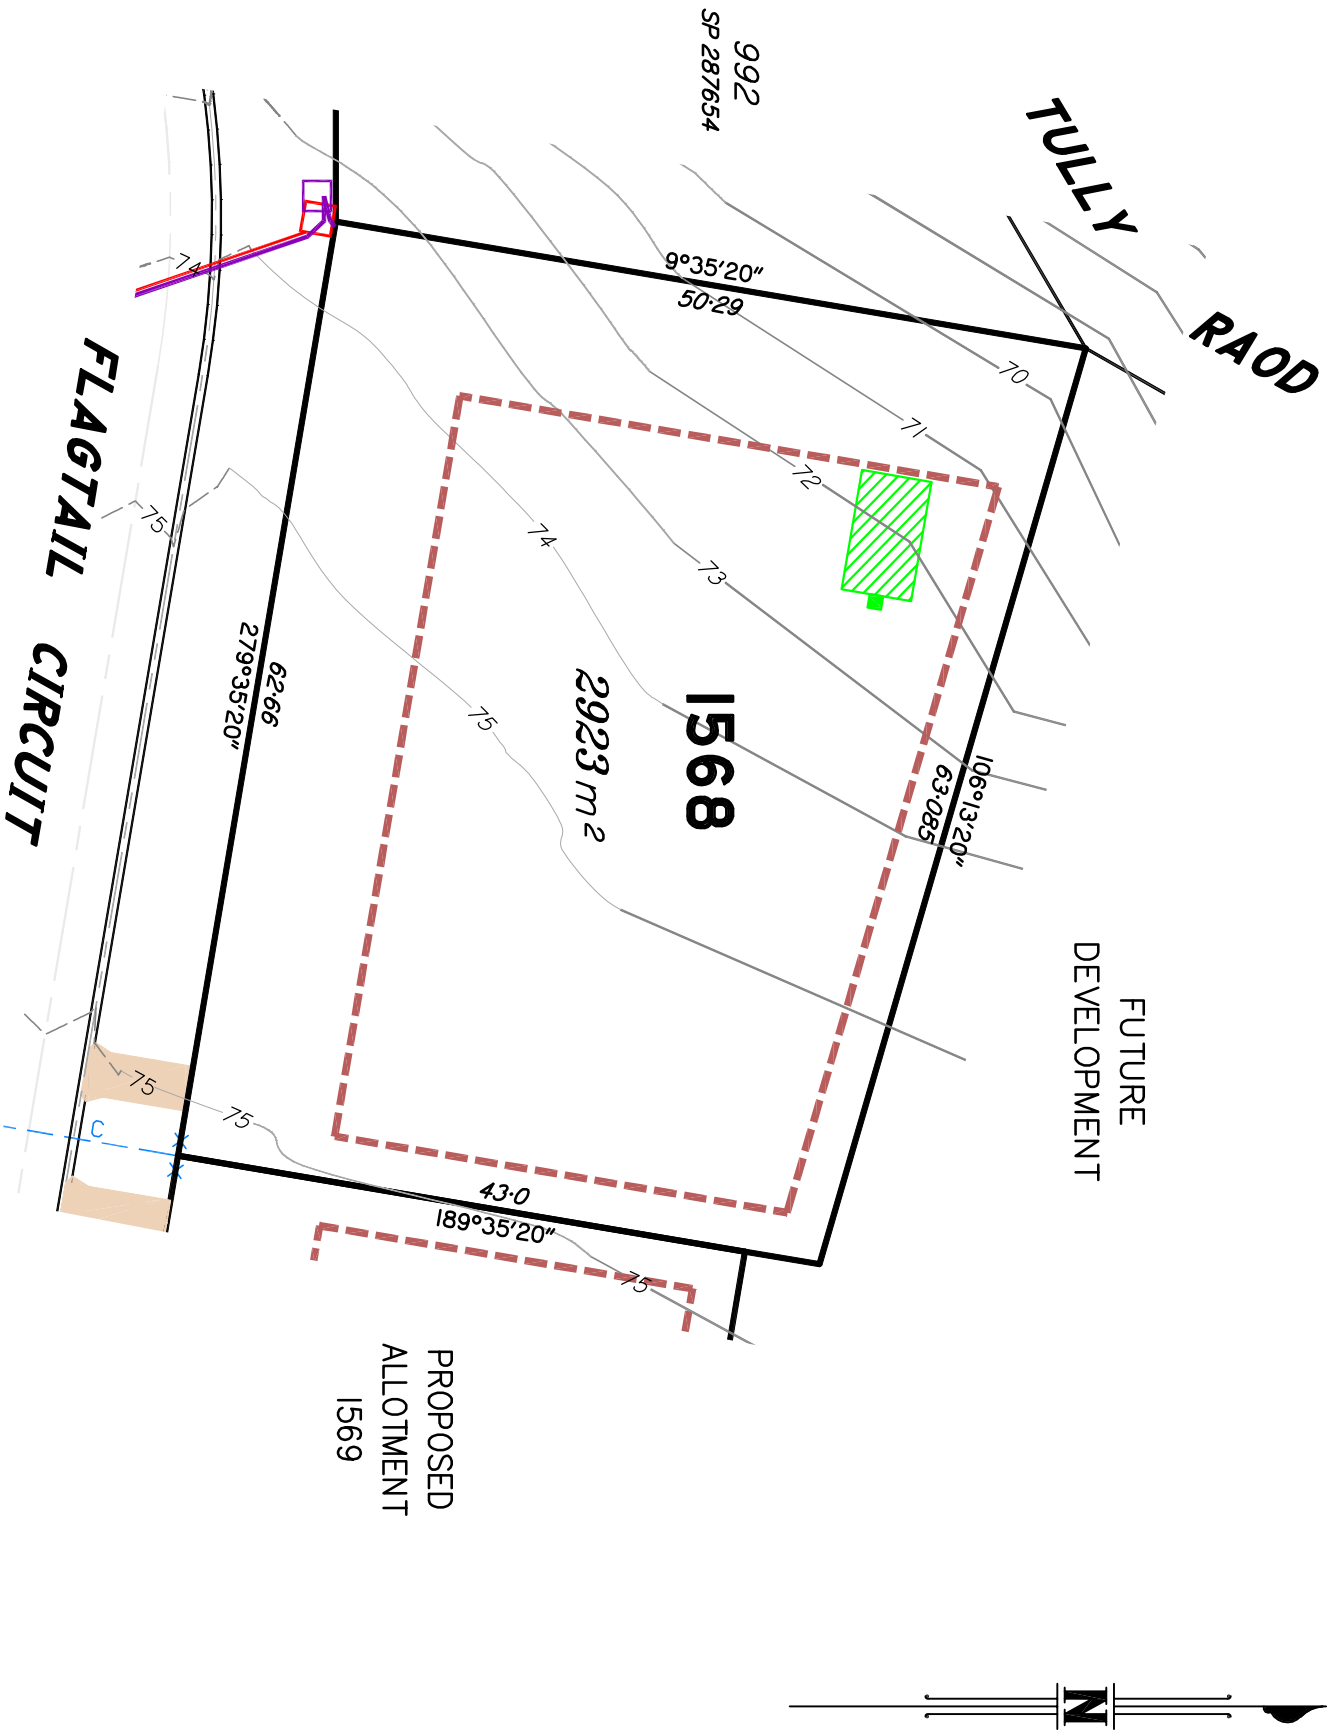 992
SP 287654
TULLY
RAOD
9°35'20"
50·29
70
71
72
73
74
74
75
75
FLAGTAIL CIRCUIT
62·66
279°35'20"
1568
2923 m²
106°13'20"
63·085
FUTURE
DEVELOPMENT
75
75
C
43·0
189°35'20"
75
PROPOSED
ALLOTMENT
1569
N